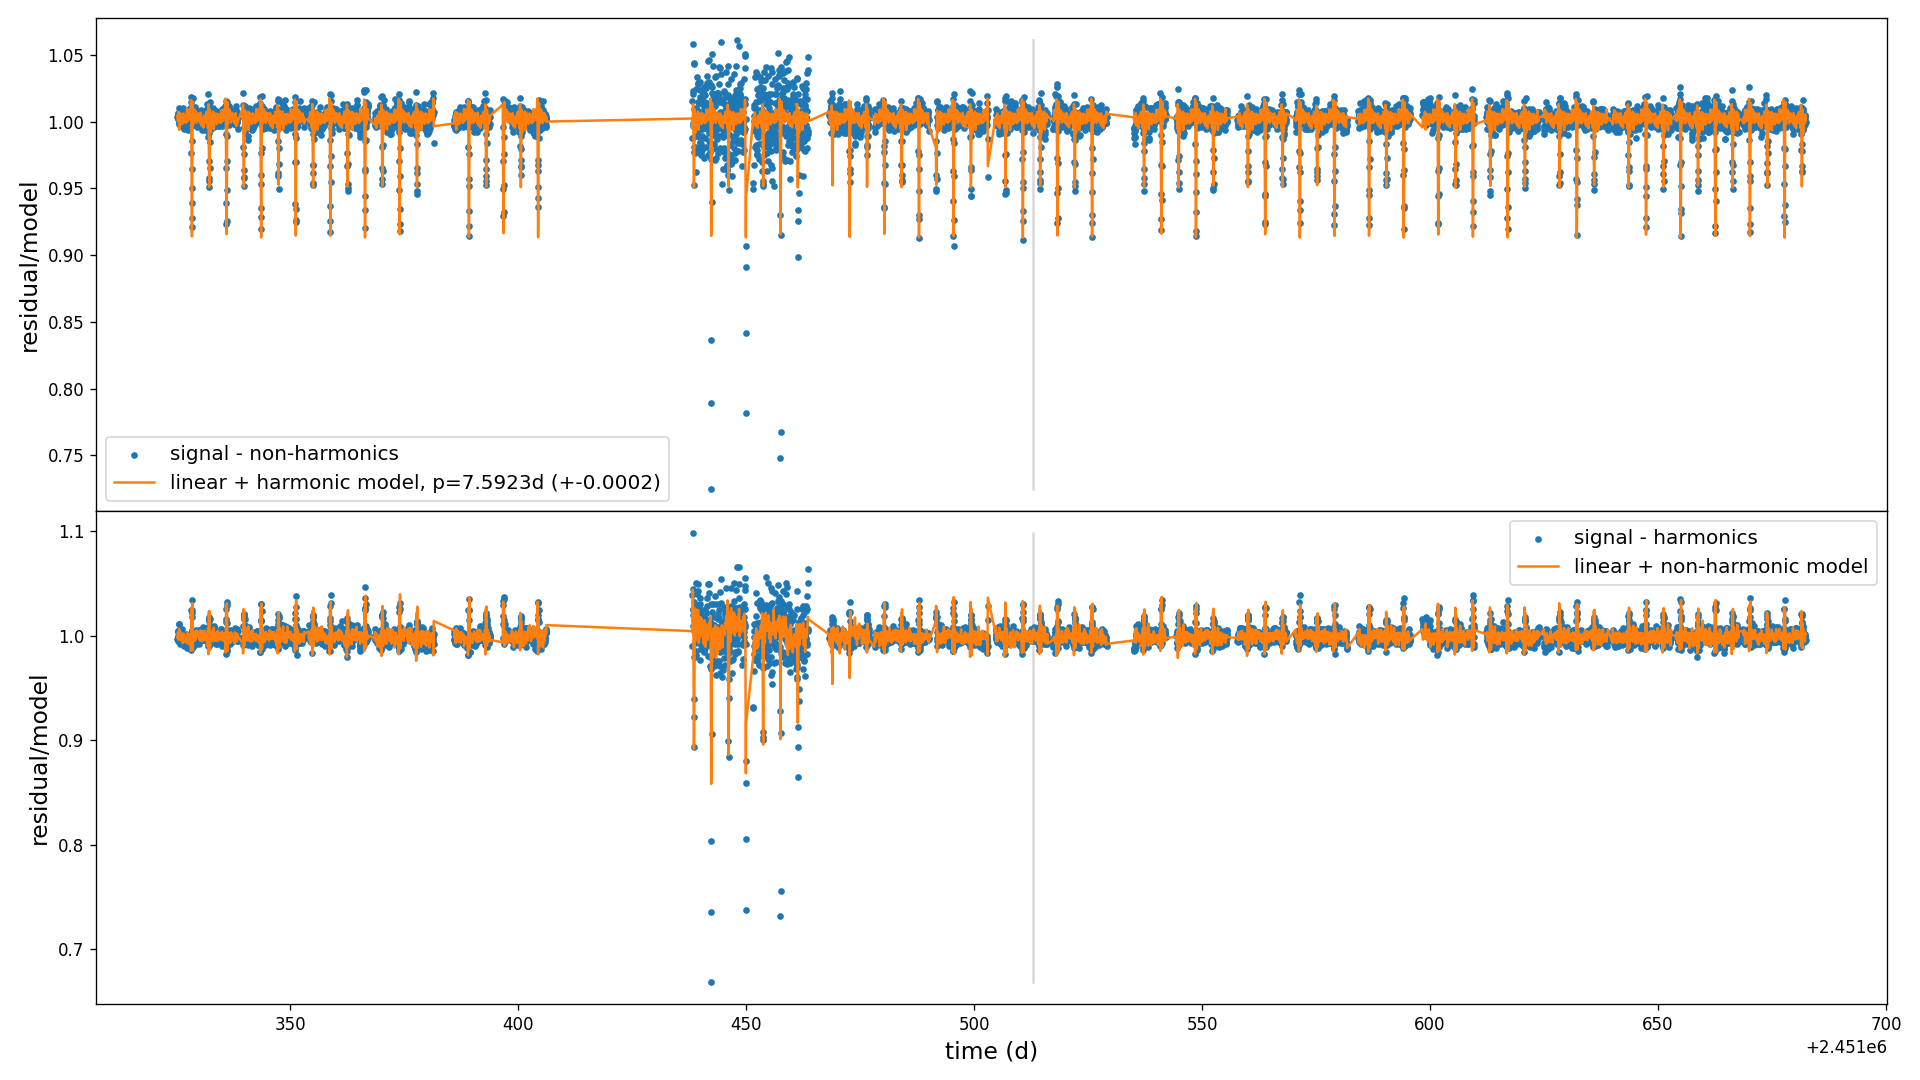 1.05
1.00
0.95
0.90
0.85
0.80
0.75
residual/model
signal - non-harmonics
linear + harmonic model, p=7.5923d (+-0.0002)
1.1
1.0
0.9
0.8
0.7
residual/model
signal - harmonics
linear + non-harmonic model
350 400 450 500 550 600 650 700
time (d)
+2.451e6